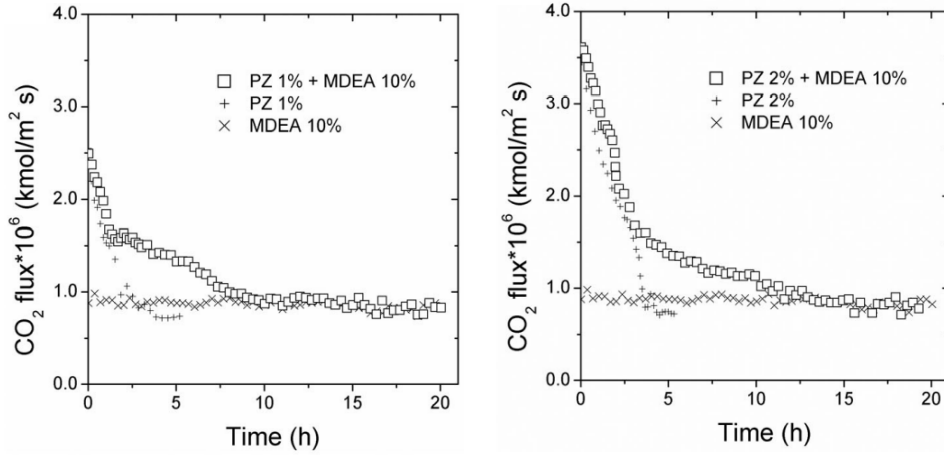 4.0
3.0
2.0
1.0
0.0
CO2 flux*10^6 (kmol/m^2 s)
PZ 1% + MDEA 10%
PZ 1%
MDEA 10%
0 5 10 15 20
Time (h)
4.0
3.0
2.0
1.0
0.0
CO2 flux*10^6 (kmol/m^2 s)
PZ 2% + MDEA 10%
PZ 2%
MDEA 10%
0 5 10 15 20
Time (h)